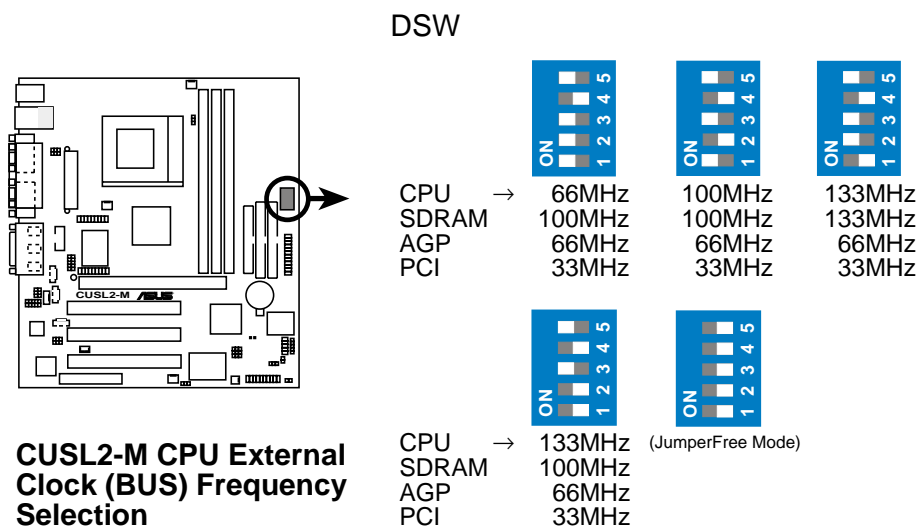 DSW
ON 1 2 3 4 5
ON 1 2 3 4 5
ON 1 2 3 4 5
CPU → 66MHz 100MHz 133MHz
SDRAM 100MHz 100MHz 133MHz
AGP 66MHz 66MHz 66MHz
PCI 33MHz 33MHz 33MHz
CUSL2-M ASUS
ON 1 2 3 4 5
ON 1 2 3 4 5
CPU → 133MHz (JumperFree Mode)
SDRAM 100MHz
AGP 66MHz
PCI 33MHz
CUSL2-M CPU External
Clock (BUS) Frequency
Selection